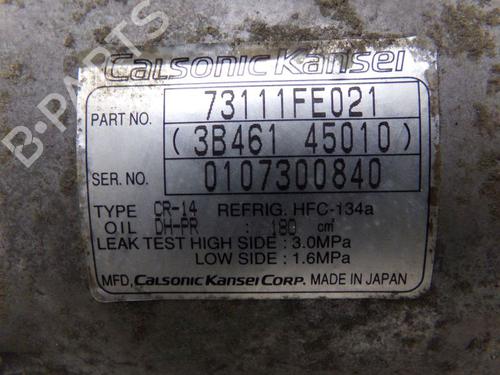 Calsonic Kansei
PART NO. 73111FE021
(3B461 45010)
SER. NO. 0107300840
TYPE CR-14 REFRIG. HFC-134a
OIL DH-PR : 180 cm³
LEAK TEST HIGH SIDE : 3.0MPa
LOW SIDE : 1.6MPa
MFD. CALSONIC KANSEI CORP. MADE IN JAPAN
B-PARTS